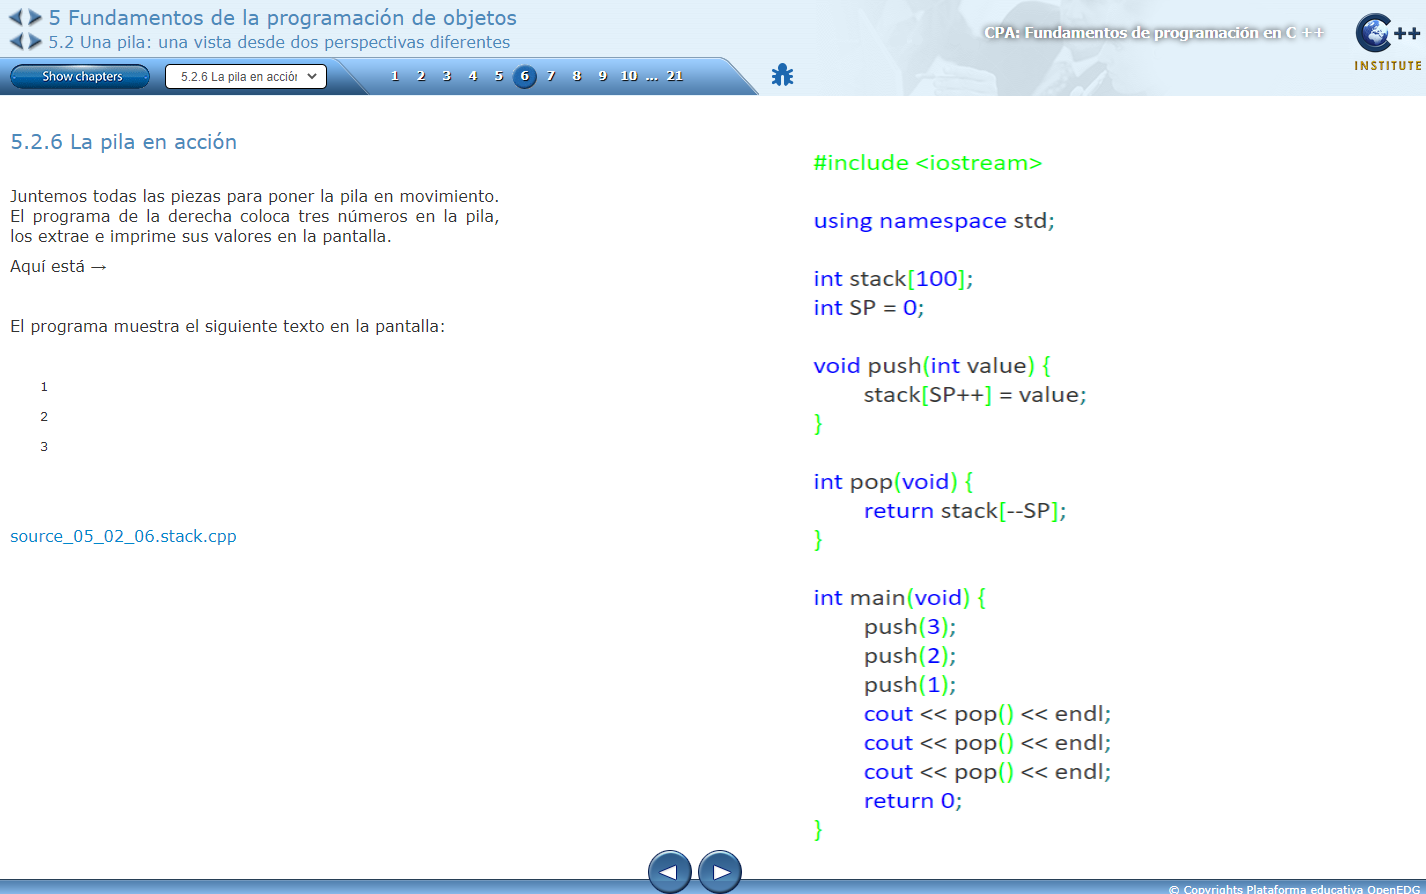 5 Fundamentos de la programación de objetos
5.2 Una pila: una vista desde dos perspectivas diferentes
CPA: Fundamentos de programación en C ++
C++
INSTITUTE
Show chapters
5.2.6 La pila en acción
1 2 3 4 5 6 7 8 9 10 ... 21
5.2.6 La pila en acción
Juntemos todas las piezas para poner la pila en movimiento.
El programa de la derecha coloca tres números en la pila,
los extrae e imprime sus valores en la pantalla.
Aquí está →
El programa muestra el siguiente texto en la pantalla:
1
2
3
source_05_02_06.stack.cpp
#include <iostream>
using namespace std;
int stack[100];
int SP = 0;
void push(int value) {
stack[SP++] = value;
}
int pop(void) {
return stack[--SP];
}
int main(void) {
push(3);
push(2);
push(1);
cout << pop() << endl;
cout << pop() << endl;
cout << pop() << endl;
return 0;
}
© Copyrights Plataforma educativa OpenEDG